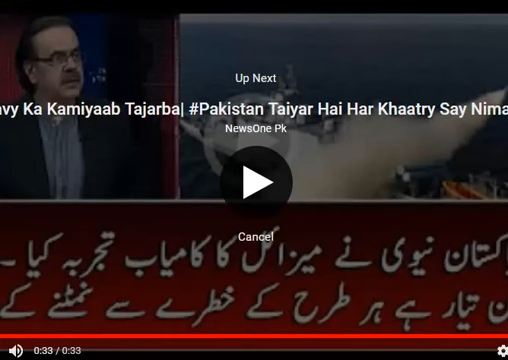 Up Next
avy Ka Kamiyaab Tajarba| #Pakistan Taiyar Hai Har Khaatry Say Nima
NewsOne Pk
Cancel
پاکستان نیوی نے میزائل کا کامیاب تجربہ کیا ۔
تیار ہے ہر طرح کے خطرے سے نمٹنے کے
0:33 / 0:33